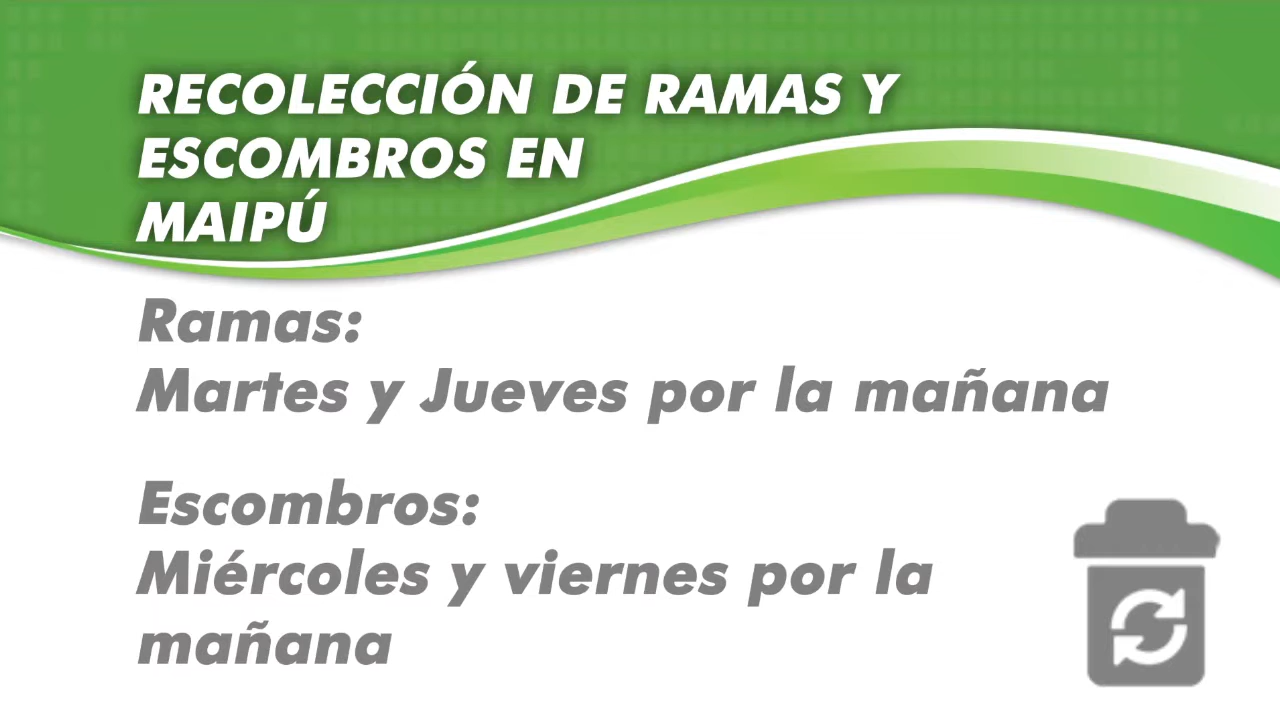 RECOLECCIÓN DE RAMAS Y
ESCOMBROS EN
MAIPÚ
Ramas:
Martes y Jueves por la mañana
Escombros:
Miércoles y viernes por la
mañana